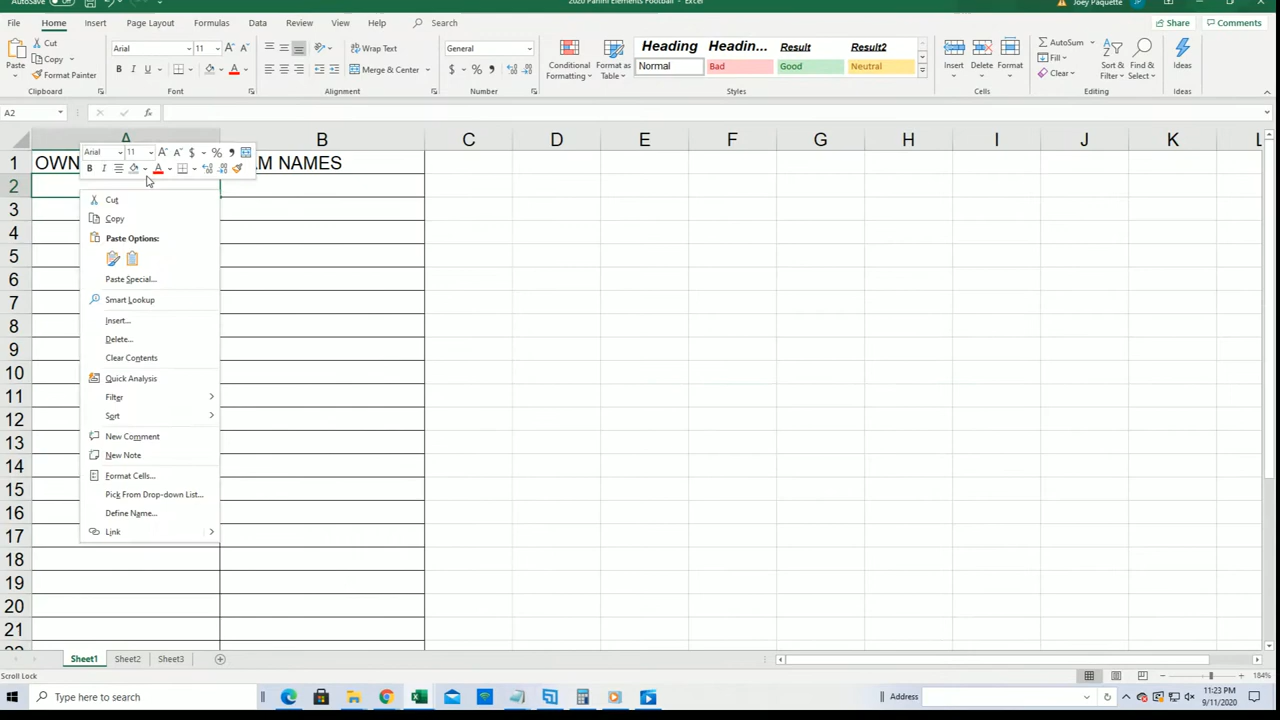 AutoSave
2020 Panini Elements Football - Excel
Joey Paquette
JP
File Home Insert Page Layout Formulas Data Review View Help Search
Share Comments
Paste
Cut
Copy
Format Painter
Clipboard
Arial 11
B I U
Font
Wrap Text
Merge & Center
Alignment
General
$ % ,
Number
Conditional Formatting
Format as Table
Heading Headin... Result Result2
Normal Bad Good Neutral
Styles
Insert Delete Format
Cells
AutoSum
Fill
Clear
Sort & Filter
Find & Select
Editing
Ideas
Ideas
A2
fx
A B C D E F G H I J K L
1 OWN AM NAMES
2
3
4
5
6
7
8
9
10
11
12
13
14
15
16
17
18
19
20
21
22
Arial 11 A A $ % ,
B I A
Cut
Copy
Paste Options:
Paste Special...
Smart Lookup
Insert...
Delete...
Clear Contents
Quick Analysis
Filter
Sort
New Comment
New Note
Format Cells...
Pick From Drop-down List...
Define Name...
Link
Sheet1 Sheet2 Sheet3
Scroll Lock
184%
Type here to search
Address
11:23 PM
9/11/2020